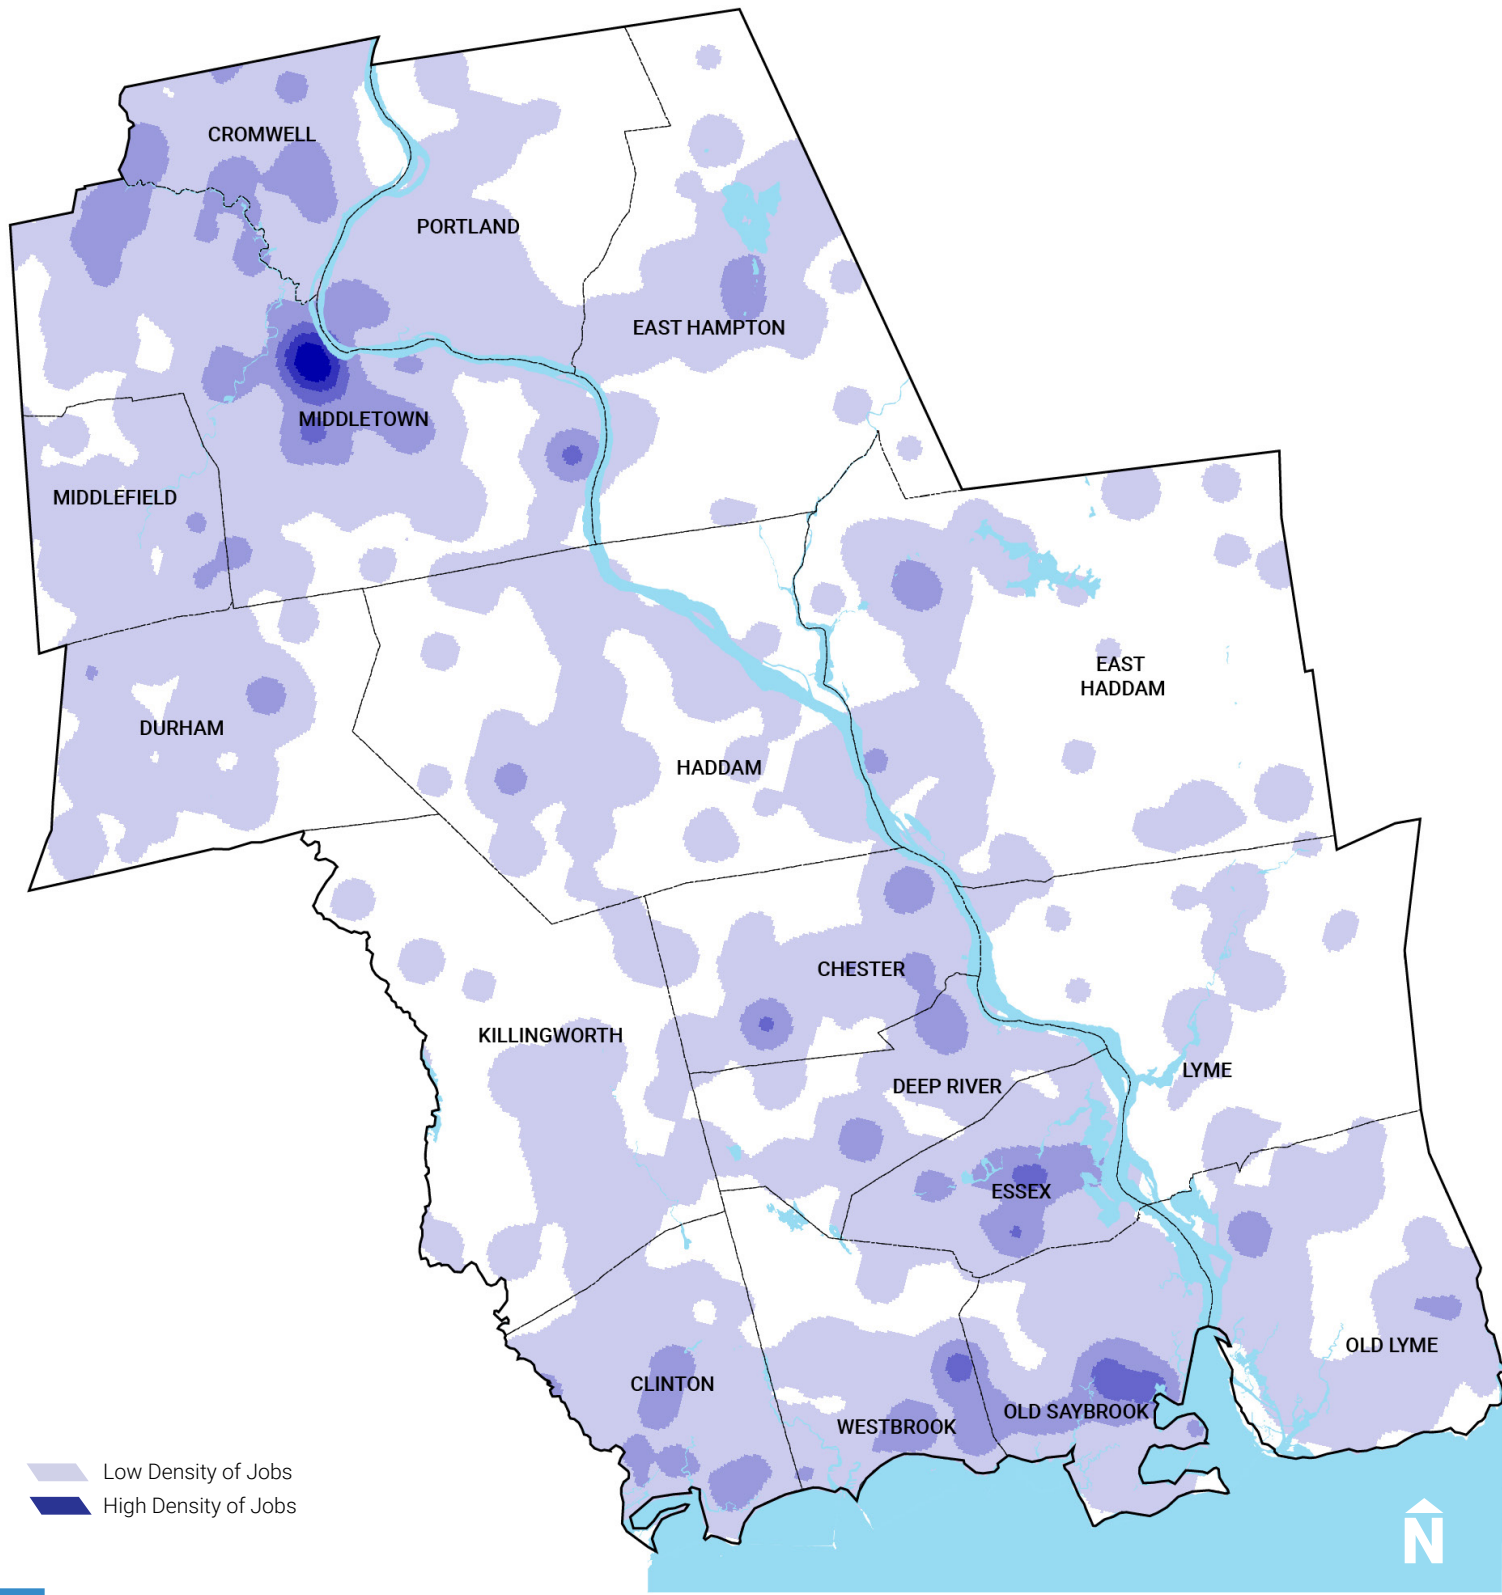 CROMWELL
PORTLAND
EAST HAMPTON
MIDDLETOWN
MIDDLEFIELD
EAST
HADDAM
DURHAM
HADDAM
CHESTER
KILLINGWORTH
LYME
DEEP RIVER
ESSEX
OLD LYME
CLINTON
OLD SAYBROOK
WESTBROOK
Low Density of Jobs
High Density of Jobs
N